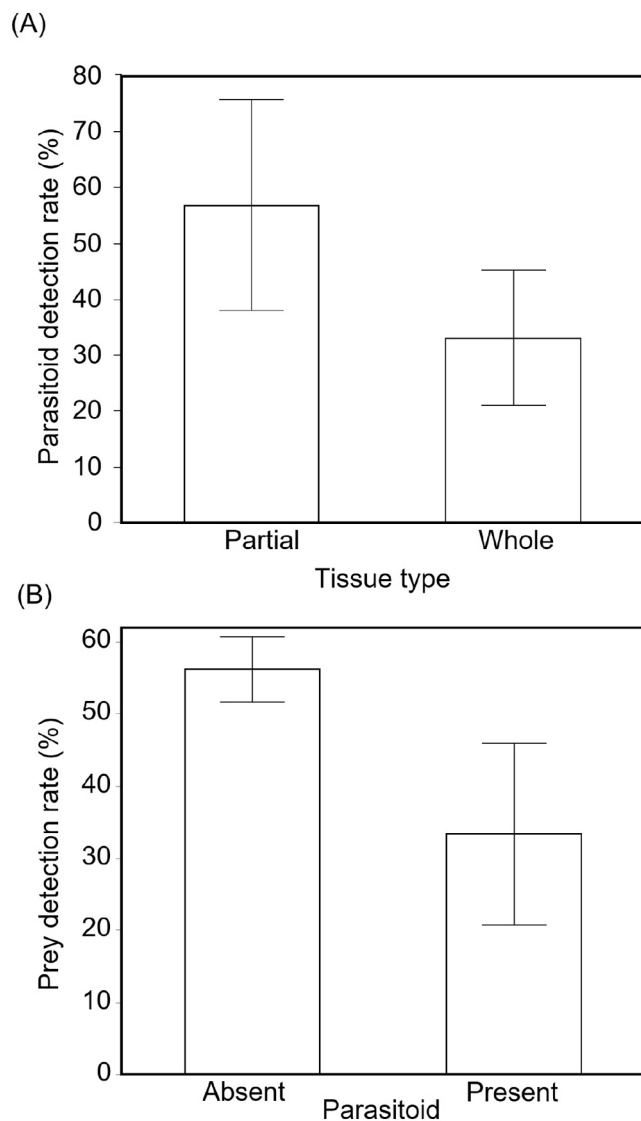 (A)
Parasitoid detection rate (%)
80
70
60
50
40
30
20
10
0
Partial Whole
Tissue type
(B)
Prey detection rate (%)
60
50
40
30
20
10
0
Absent Present
Parasitoid